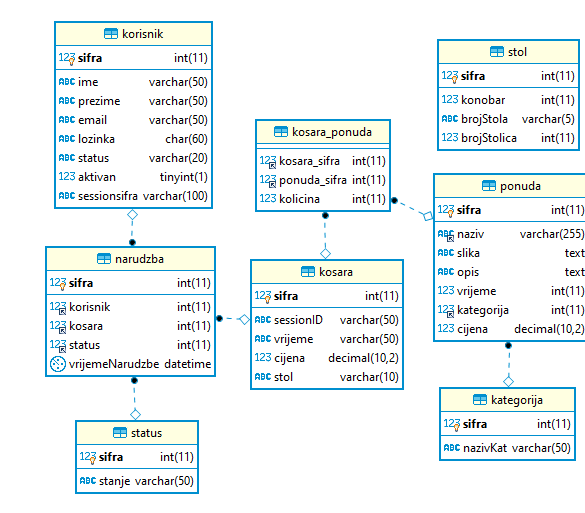 korisnik
123 sifra int(11)
ABC ime varchar(50)
ABC prezime varchar(50)
ABC email varchar(50)
ABC lozinka char(60)
ABC status varchar(20)
123 aktivan tinyint(1)
ABC sessionsifra varchar(100)
stol
123 sifra int(11)
123 konobar int(11)
ABC brojStola varchar(5)
123 brojStolica int(11)
kosara_ponuda
123 kosara_sifra int(11)
123 ponuda_sifra int(11)
123 kolicina int(11)
ponuda
123 sifra int(11)
ABC naziv varchar(255)
ABC slika text
ABC opis text
123 vrijeme int(11)
123 kategorija int(11)
123 cijena decimal(10,2)
narudzba
123 sifra int(11)
123 korisnik int(11)
123 kosara int(11)
123 status int(11)
vrijemeNarudzbe datetime
kosara
123 sifra int(11)
ABC sessionID varchar(50)
ABC vrijeme varchar(50)
123 cijena decimal(10,2)
ABC stol varchar(10)
status
123 sifra int(11)
ABC stanje varchar(50)
kategorija
123 sifra int(11)
ABC nazivKat varchar(50)